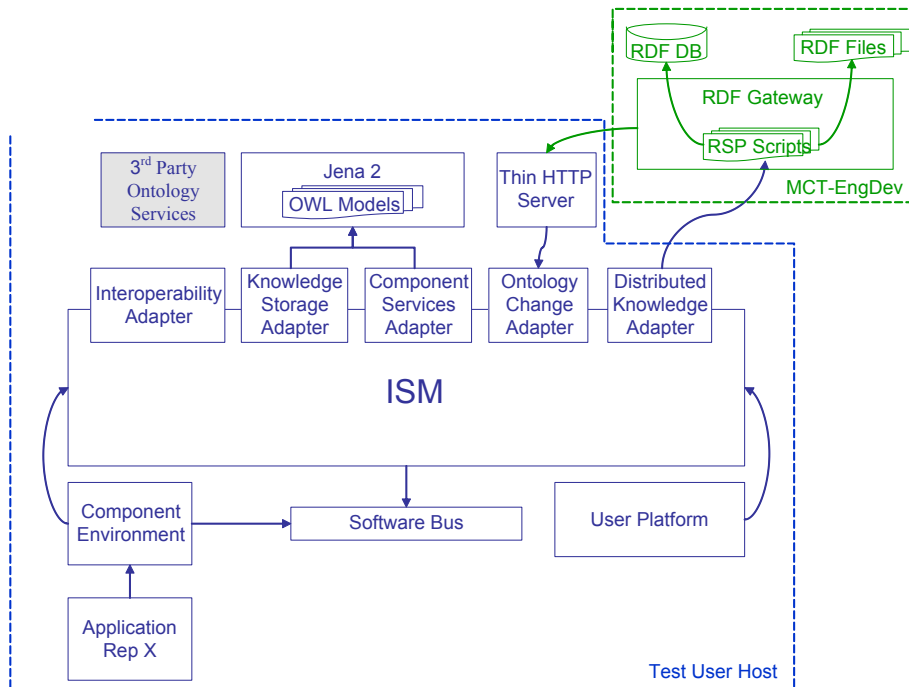 RDF DB
RDF Files
RDF Gateway
RSP Scripts
MCT-EngDev
3rd Party
Ontology
Services
Jena 2
OWL Models
Thin HTTP
Server
Interoperability
Adapter
Knowledge
Storage
Adapter
Component
Services
Adapter
Ontology
Change
Adapter
Distributed
Knowledge
Adapter
ISM
Component
Environment
Software Bus
User Platform
Application
Rep X
Test User Host